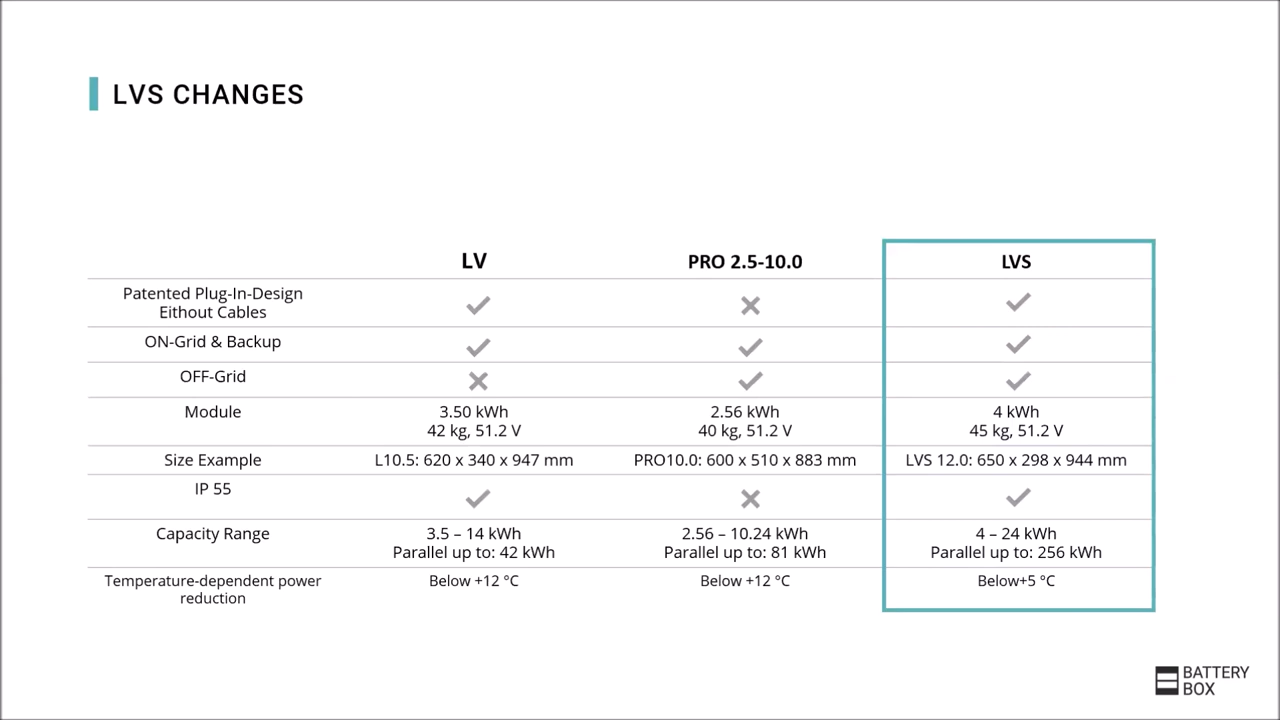 LVS CHANGES
LV PRO 2.5-10.0 LVS
Patented Plug-In-Design
Eithout Cables
ON-Grid & Backup
OFF-Grid
Module 3.50 kWh 2.56 kWh 4 kWh
42 kg, 51.2 V 40 kg, 51.2 V 45 kg, 51.2 V
Size Example L10.5: 620 x 340 x 947 mm PRO10.0: 600 x 510 x 883 mm LVS 12.0: 650 x 298 x 944 mm
IP 55
Capacity Range 3.5 – 14 kWh 2.56 – 10.24 kWh 4 – 24 kWh
Parallel up to: 42 kWh Parallel up to: 81 kWh Parallel up to: 256 kWh
Temperature-dependent power Below +12 °C Below +12 °C Below+5 °C
reduction
BATTERY
BOX